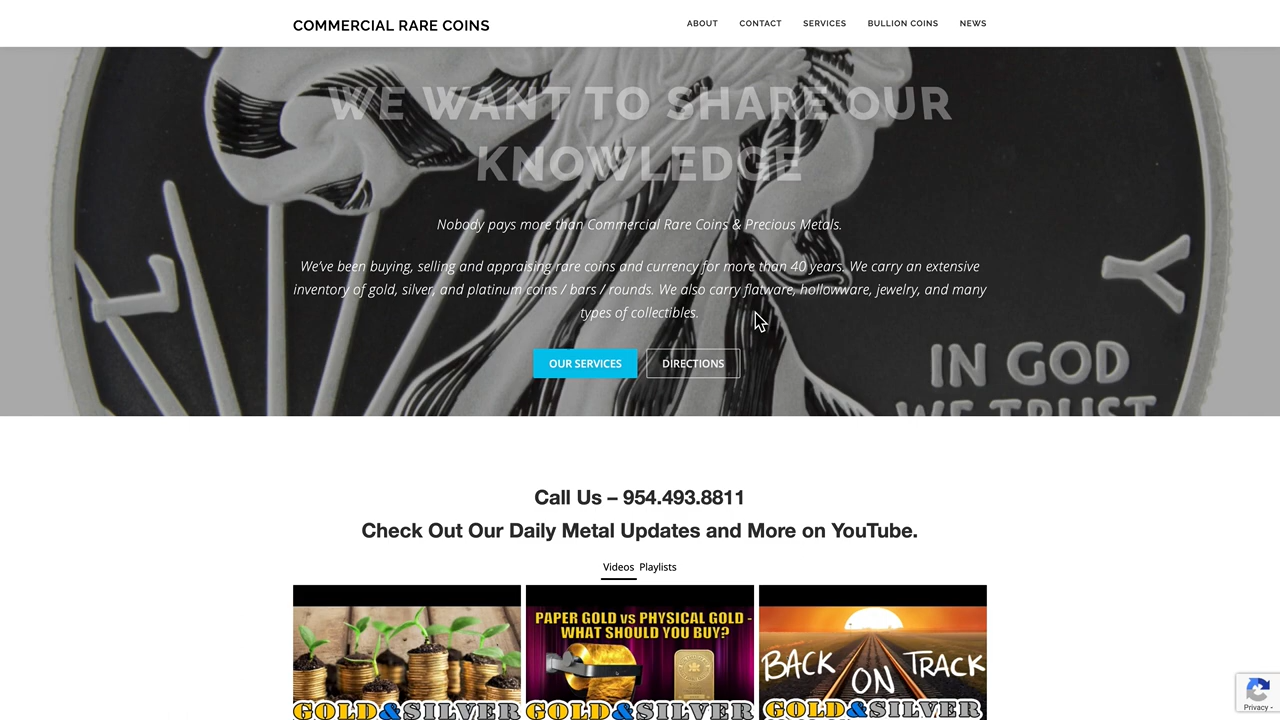 COMMERCIAL RARE COINS
ABOUT CONTACT SERVICES BULLION COINS NEWS
WE WANT TO SHARE OUR
KNOWLEDGE
Nobody pays more than Commercial Rare Coins & Precious Metals.
We've been buying, selling and appraising rare coins and currency for more than 40 years. We carry an extensive
inventory of gold, silver, and platinum coins / bars / rounds. We also carry flatware, hollowware, jewelry, and many
types of collectibles.
L
Y
IN GOD
WE TRUST
OUR SERVICES DIRECTIONS
Call Us – 954.493.8811
Check Out Our Daily Metal Updates and More on YouTube.
Videos Playlists
PAPER GOLD vs PHYSICAL GOLD -
WHAT SHOULD YOU BUY?
BACK ON TRACK
GOLD&SILVER
GOLD&SILVER
GOLD&SILVER
Privacy -